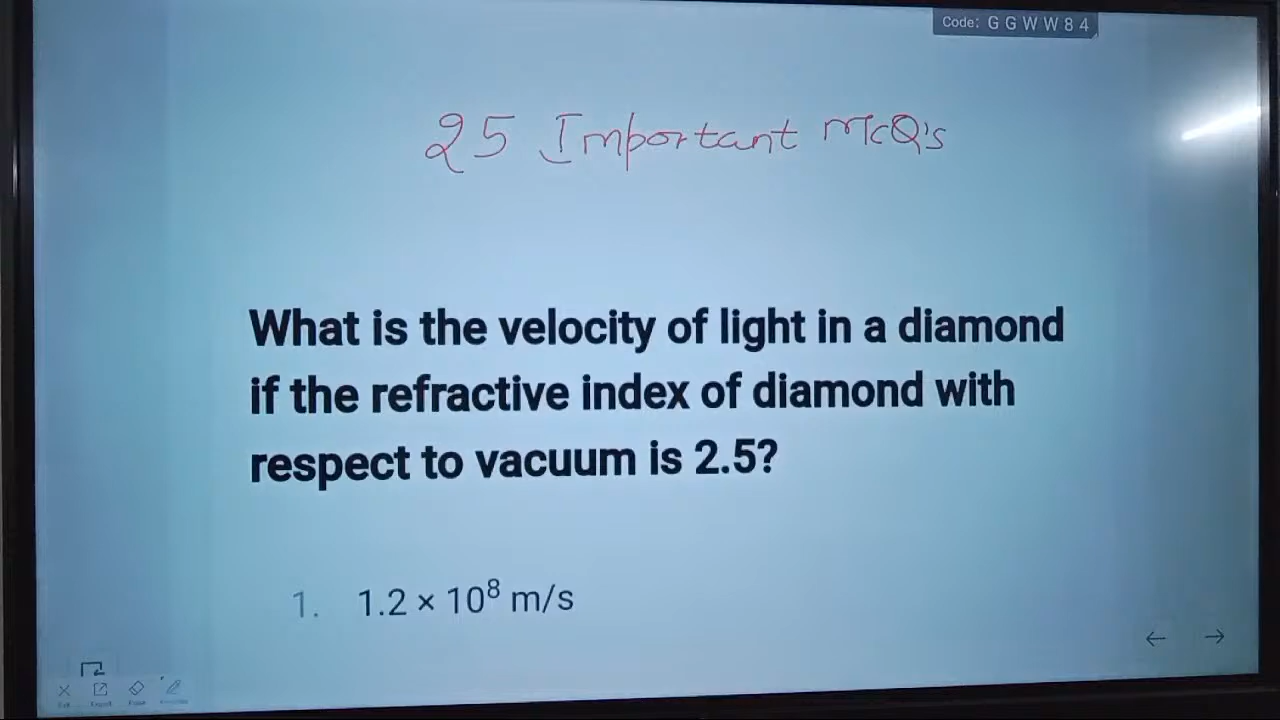 Code: G G W W 8 4
25 Important McQ's
What is the velocity of light in a diamond
if the refractive index of diamond with
respect to vacuum is 2.5?
1. 1.2 × 10⁸ m/s